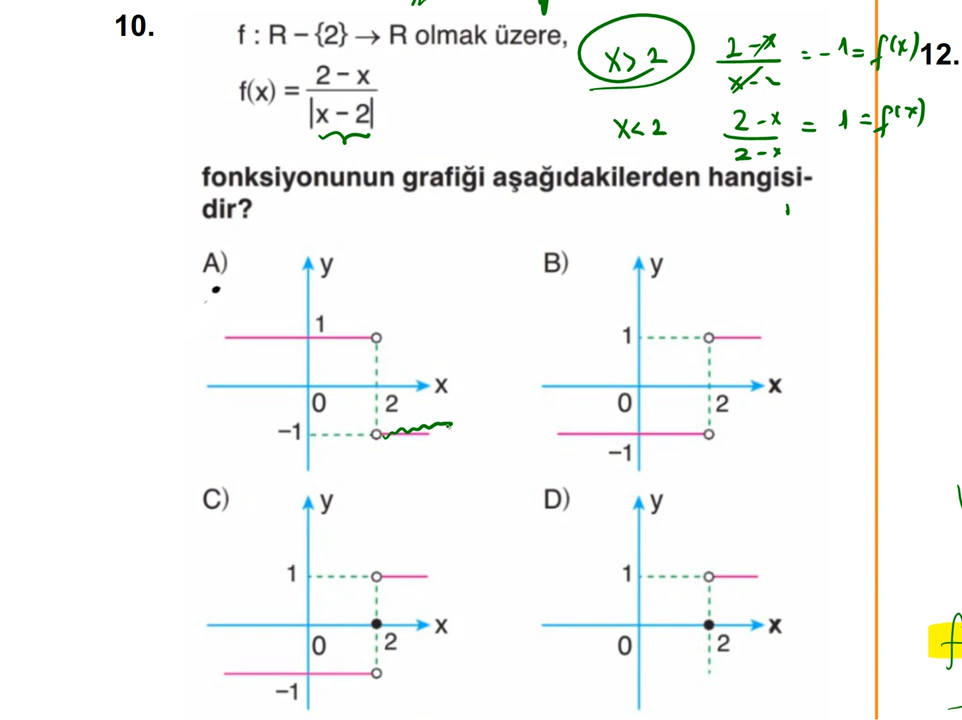 10.
f : R – {2} → R olmak üzere,
f(x) = 2 – x / |x – 2|
x > 2 2-x / x-2 = -1 = f(x)
x < 2 2-x / 2-x = 1 = f(x)
12.
fonksiyonunun grafiği aşağıdakilerden hangisi-
dir?
A) y 1 x 0 2 –1
B) y 1 x 0 2 –1
C) y 1 x 0 2 –1
D) y 1 x 0 2
f